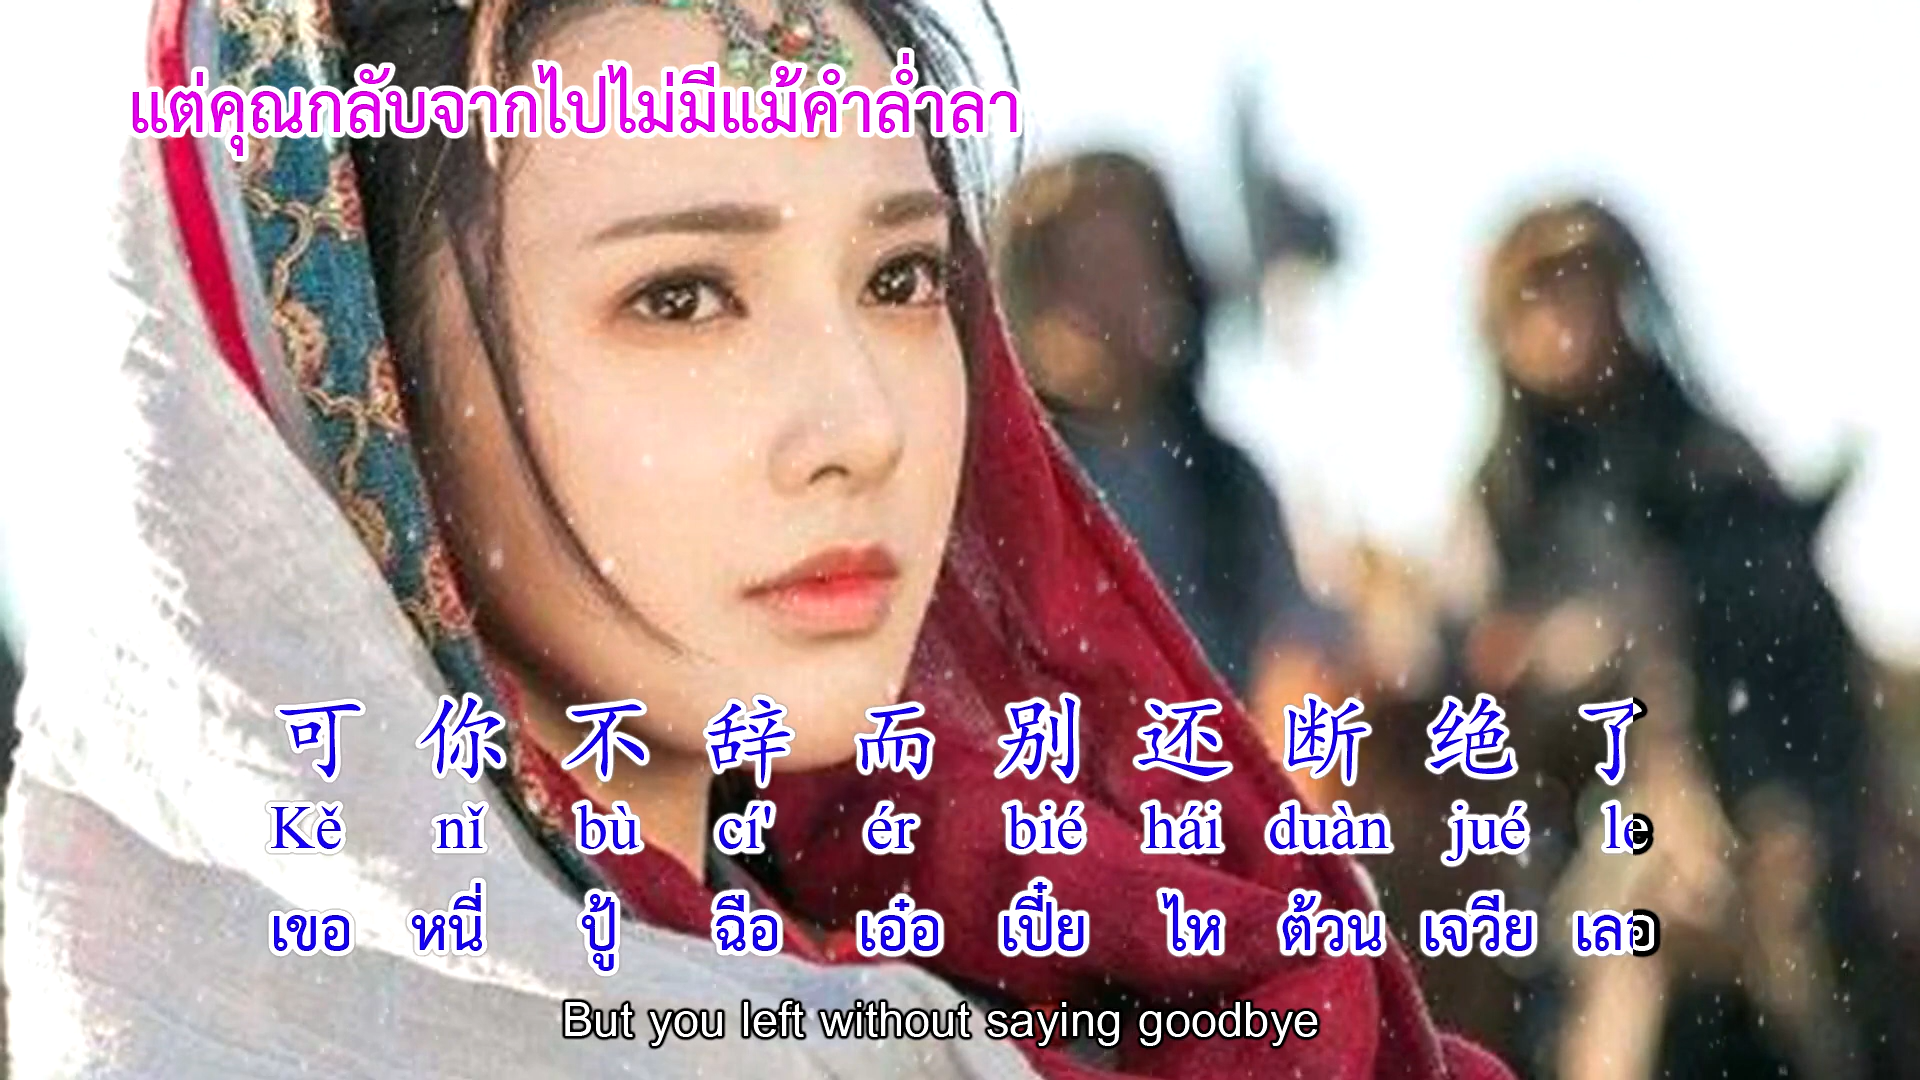 แต่คุณกลับจากไปไม่มีแม้คำล่ำลา
可 你 不 辞 而 别 还 断 绝 了
Kě nǐ bù cí' ér bié hái duàn jué le
เขอ หนี่ ปู้ ฉือ เอ๋อ เปี๋ย ไห ต้วน เจวีย เลอ
But you left without saying goodbye